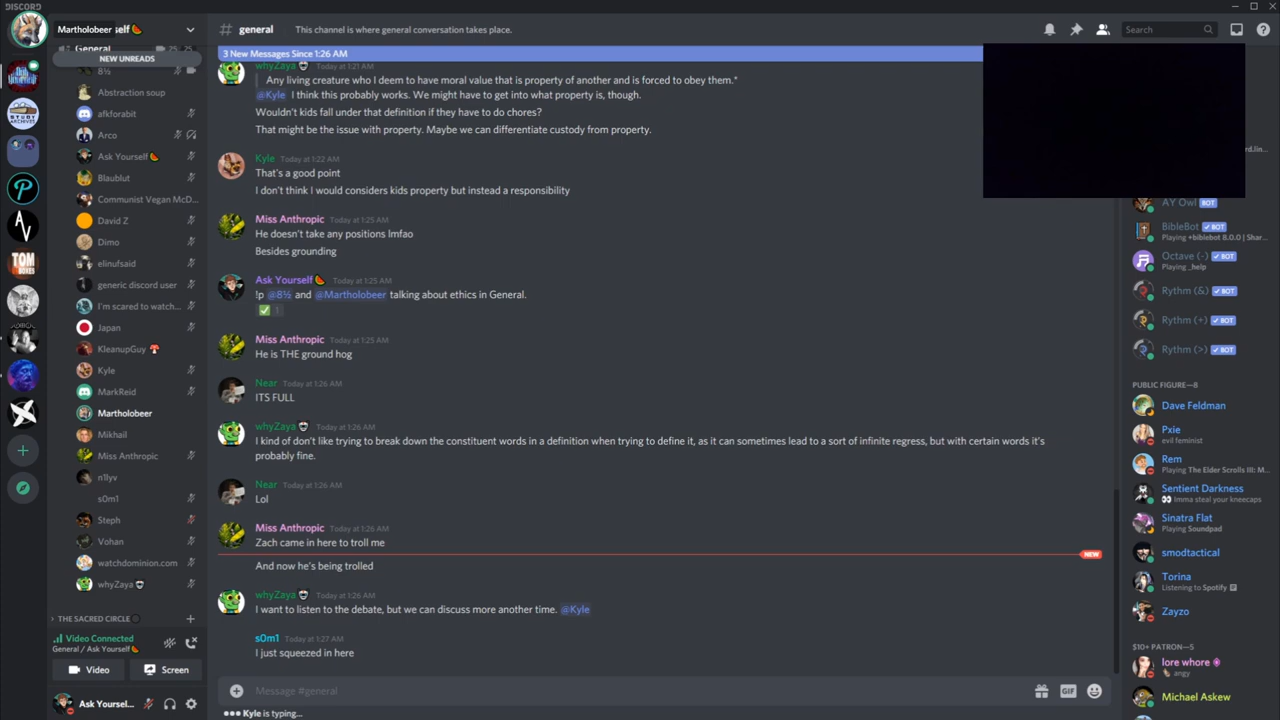 DISCORD
Martholobeer
self🍉
General
NEW UNREADS
8½
Abstraction soup
afkforabit
Arco
Ask Yourself🍉
Blaublut
Communist Vegan McD...
David Z
Dimo
elinufsaid
generic discord user
I'm scared to watch...
Japan
KleanupGuy 🍄
Kyle
MarkReid
Martholobeer
Mikhail
Miss Anthropic
n1lyv
s0m1
Steph
Vohan
watchdominion.com
whyZaya
THE SACRED CIRCLE
Video Connected
General / Ask Yourself🍉
Video
Screen
Ask Yoursel...
STUDY
ARCHIVES
P
TOM
BOXES
# general
This channel is where general conversation takes place.
Search
3 New Messages Since 1:26 AM
whyZaya Today at 1:21 AM
Any living creature who I deem to have moral value that is property of another and is forced to obey them.*
@Kyle I think this probably works. We might have to get into what property is, though.
Wouldn't kids fall under that definition if they have to do chores?
That might be the issue with property. Maybe we can differentiate custody from property.
Kyle Today at 1:22 AM
That's a good point
I don't think I would considers kids property but instead a responsibility
Miss Anthropic Today at 1:25 AM
He doesn't take any positions lmfao
Besides grounding
Ask Yourself 🍉 Today at 1:25 AM
!p @8½ and @Martholobeer talking about ethics in General.
✅ 1
Miss Anthropic Today at 1:25 AM
He is THE ground hog
Near Today at 1:26 AM
ITS FULL
whyZaya Today at 1:26 AM
I kind of don't like trying to break down the constituent words in a definition when trying to define it, as it can sometimes lead to a sort of infinite regress, but with certain words it's
probably fine.
Near Today at 1:26 AM
Lol
Miss Anthropic Today at 1:26 AM
Zach came in here to troll me
NEW
And now he's being trolled
whyZaya Today at 1:26 AM
I want to listen to the debate, but we can discuss more another time. @Kyle
s0m1 Today at 1:27 AM
I just squeezed in here
Message #general
GIF
Kyle is typing...
rd.lin...
AY Owl BOT
BibleBot ✔ BOT
Playing +biblebot 8.0.0 | Shar...
Octave (-) ✔ BOT
Playing _help
Rythm (&) ✔ BOT
Rythm (+) ✔ BOT
Rythm (>) ✔ BOT
PUBLIC FIGURE—8
Dave Feldman
Pxie
evil feminist
Rem
Playing The Elder Scrolls III: M...
Sentient Darkness
👀 Imma steal your kneecaps
Sinatra Flat
Playing Soundpad
smodtactical
Torina
Listening to Spotify
Zayzo
$10+ PATRON—5
lore whore
angy
Michael Askew